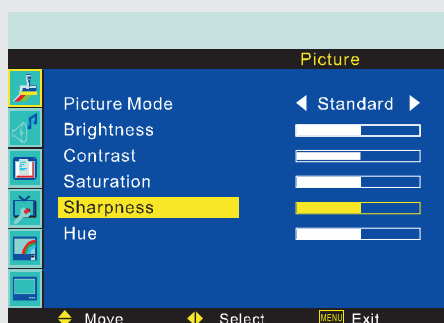 Picture
Picture Mode Standard
Brightness
Contrast
Saturation
Sharpness
Hue
Move Select MENU Exit